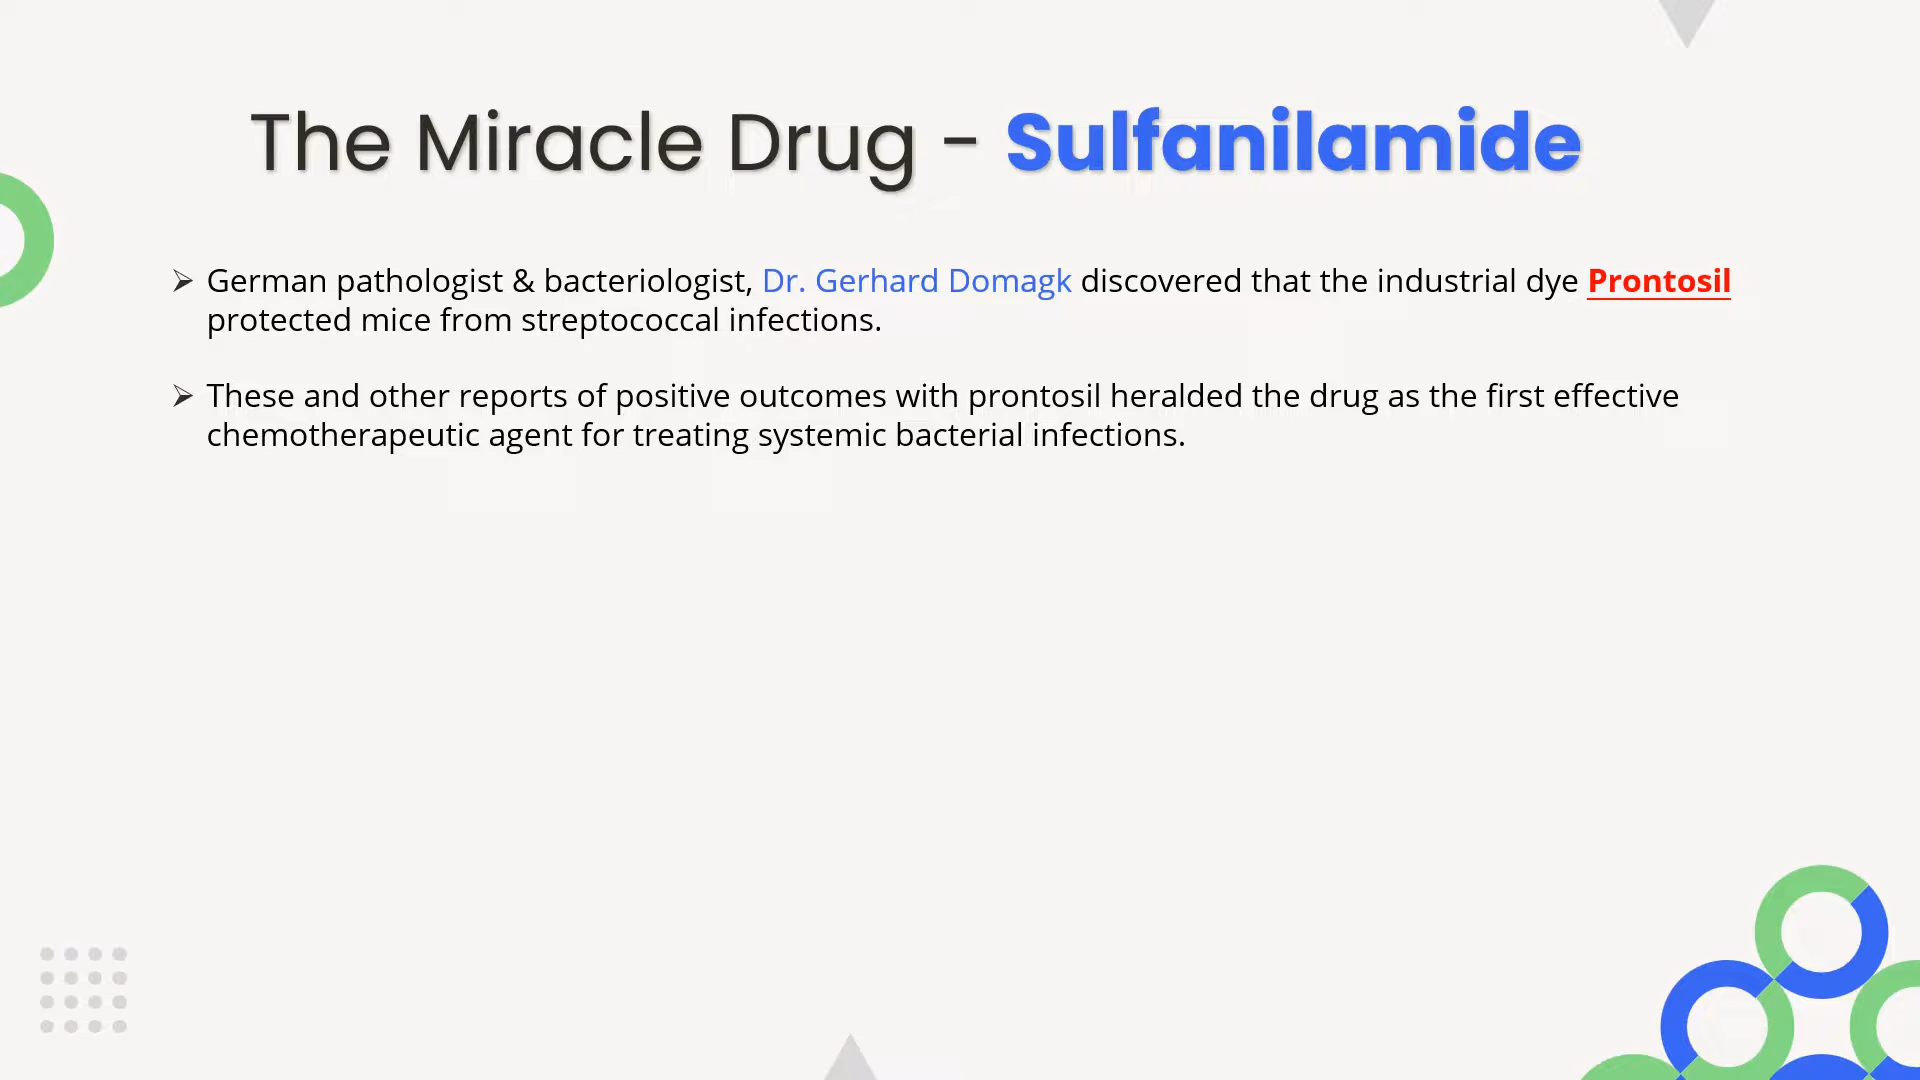 The Miracle Drug - Sulfanilamide
➢ German pathologist & bacteriologist, Dr. Gerhard Domagk discovered that the industrial dye Prontosil
protected mice from streptococcal infections.
➢ These and other reports of positive outcomes with prontosil heralded the drug as the first effective
chemotherapeutic agent for treating systemic bacterial infections.